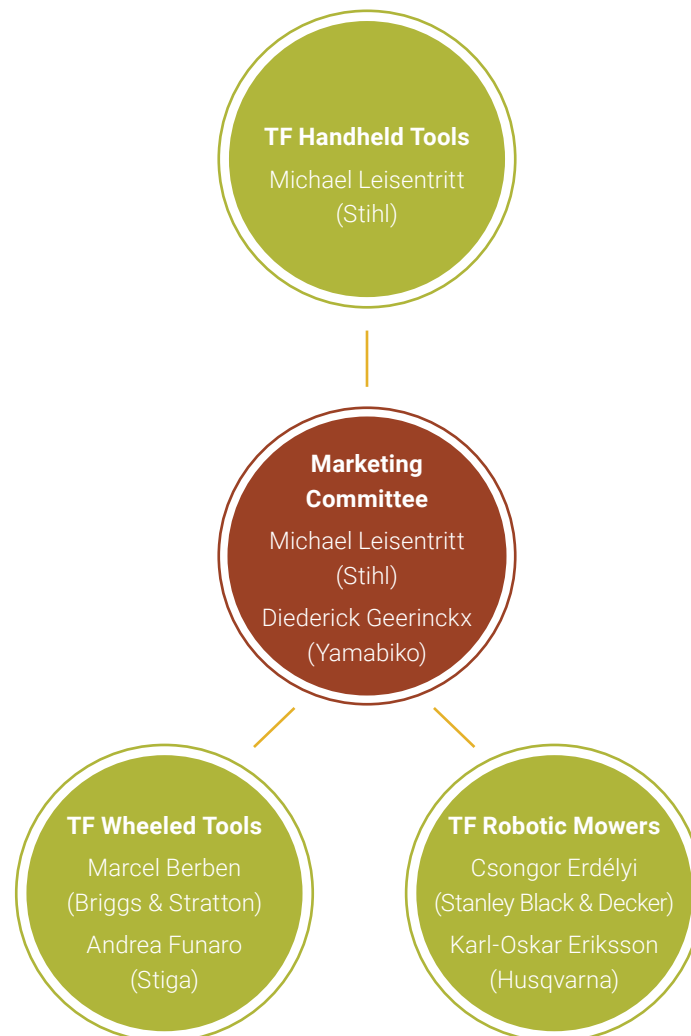 TF Handheld Tools
Michael Leisentritt
(Stihl)
Marketing
Committee
Michael Leisentritt
(Stihl)
Diederick Geerinckx
(Yamabiko)
TF Wheeled Tools
Marcel Berben
(Briggs & Stratton)
Andrea Funaro
(Stiga)
TF Robotic Mowers
Csongor Erdélyi
(Stanley Black & Decker)
Karl-Oskar Eriksson
(Husqvarna)